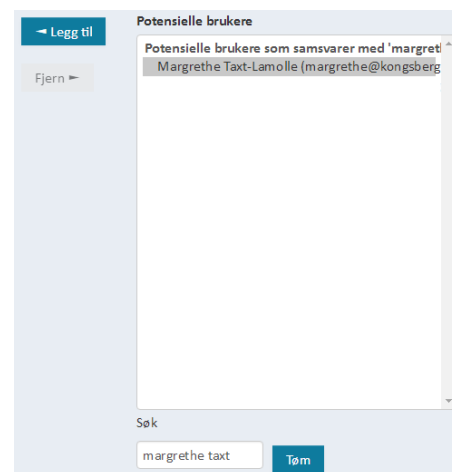 Potensielle brukere
◄ Legg til
Potensielle brukere som samsvarer med 'margret
Margrethe Taxt-Lamolle (margrethe@kongsberg
Fjern ►
Søk
margrethe taxt
Tøm